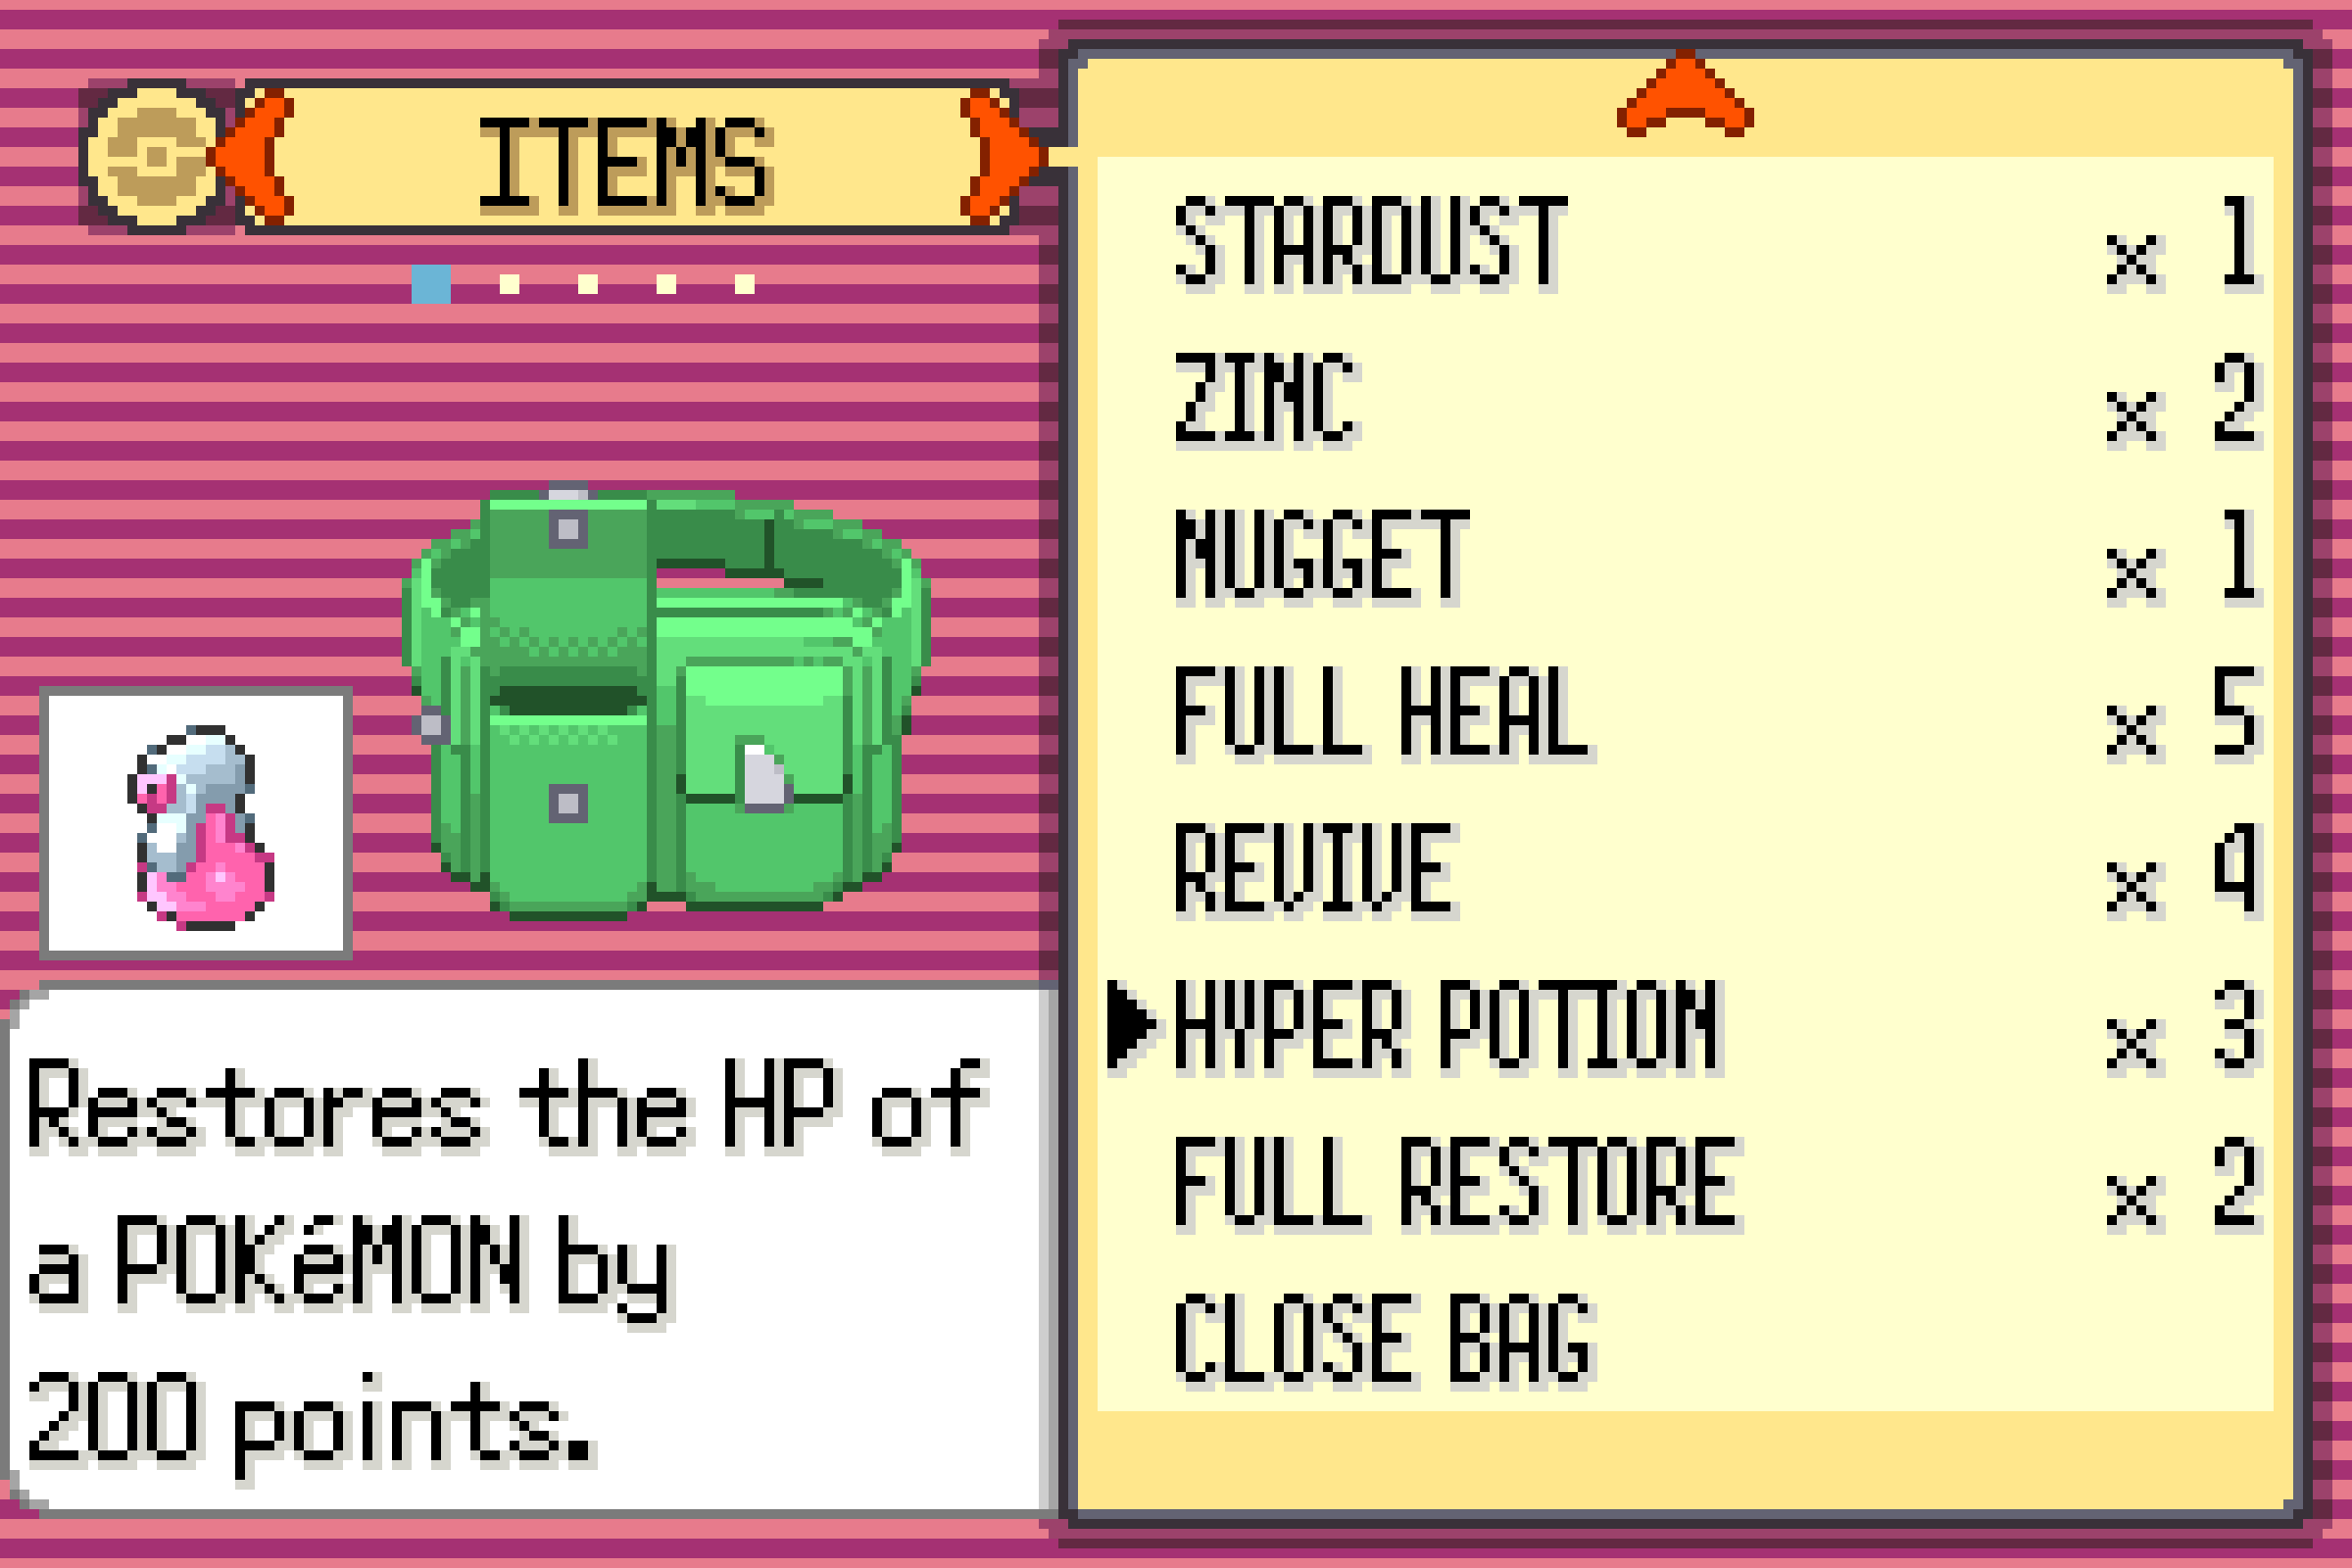 ITEMS
STARDUST × 1
ZINC × 2
NUGGET × 1
FULL HEAL × 5
REVIVE × 4
HYPER POTION × 3
FULL RESTORE × 2
CLOSE BAG
Restores the HP of
a POKéMON by
200 points.